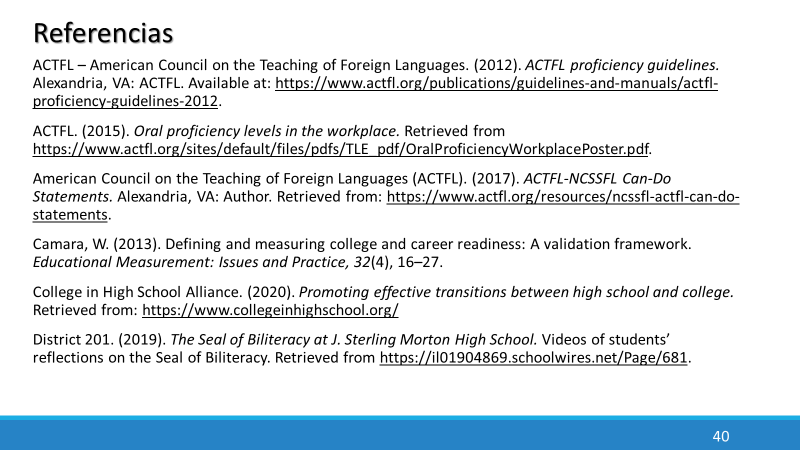 Referencias
ACTFL – American Council on the Teaching of Foreign Languages. (2012). ACTFL proficiency guidelines.
Alexandria, VA: ACTFL. Available at: https://www.actfl.org/publications/guidelines-and-manuals/actfl-
proficiency-guidelines-2012.
ACTFL. (2015). Oral proficiency levels in the workplace. Retrieved from
https://www.actfl.org/sites/default/files/pdfs/TLE_pdf/OralProficiencyWorkplacePoster.pdf.
American Council on the Teaching of Foreign Languages (ACTFL). (2017). ACTFL-NCSSFL Can-Do
Statements. Alexandria, VA: Author. Retrieved from: https://www.actfl.org/resources/ncssfl-actfl-can-do-
statements.
Camara, W. (2013). Defining and measuring college and career readiness: A validation framework.
Educational Measurement: Issues and Practice, 32(4), 16–27.
College in High School Alliance. (2020). Promoting effective transitions between high school and college.
Retrieved from: https://www.collegeinhighschool.org/
District 201. (2019). The Seal of Biliteracy at J. Sterling Morton High School. Videos of students’
reflections on the Seal of Biliteracy. Retrieved from https://il01904869.schoolwires.net/Page/681.
40